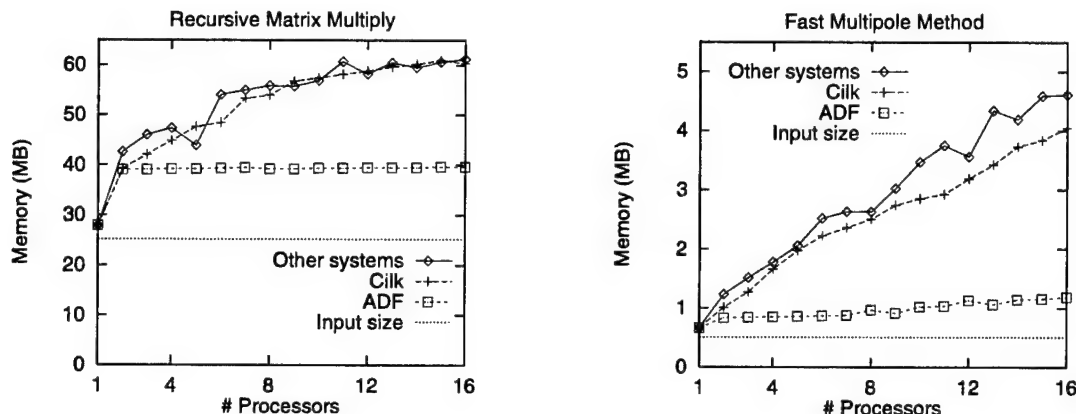 Recursive Matrix Multiply
Memory (MB)
60
50
40
30
20
10
0
Other systems
Cilk
ADF
Input size
1
4
8
12
16
# Processors
Fast Multipole Method
Memory (MB)
5
4
3
2
1
0
Other systems
Cilk
ADF
Input size
1
4
8
12
16
# Processors